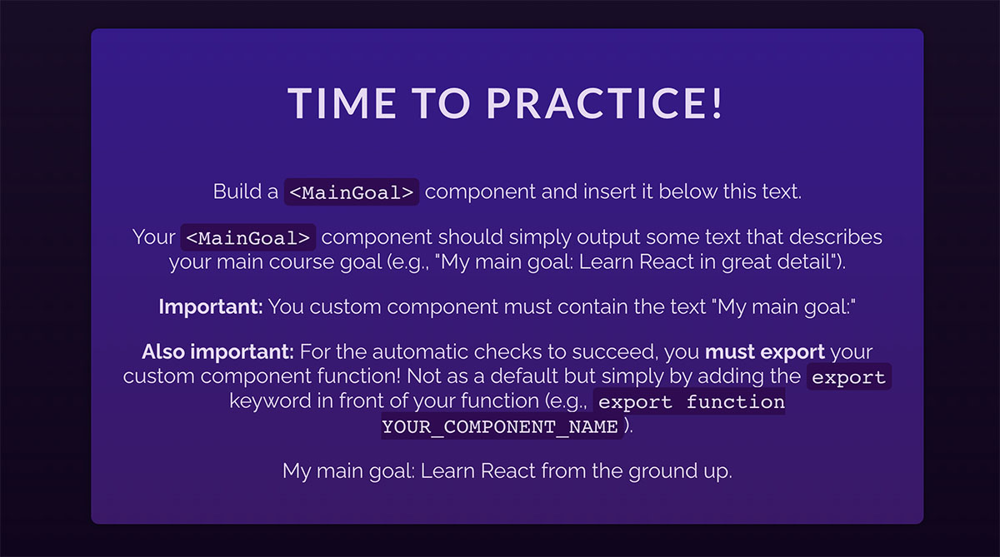 TIME TO PRACTICE!
Build a <MainGoal> component and insert it below this text.
Your <MainGoal> component should simply output some text that describes
your main course goal (e.g., "My main goal: Learn React in great detail").
Important: You custom component must contain the text "My main goal:"
Also important: For the automatic checks to succeed, you must export your
custom component function! Not as a default but simply by adding the export
keyword in front of your function (e.g., export function
YOUR_COMPONENT_NAME).
My main goal: Learn React from the ground up.